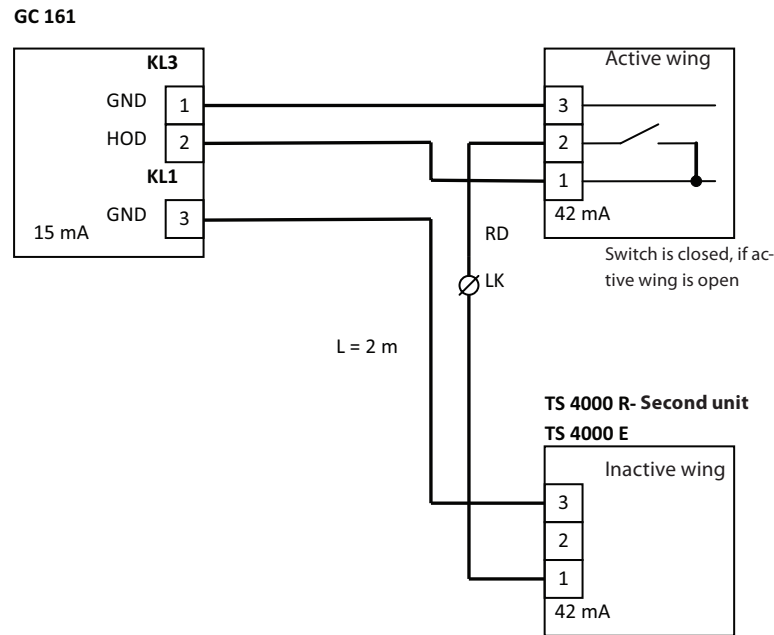 GC 161
KL3
GND 1
HOD 2
KL1
GND 3
15 mA
Active wing
3
2
1
42 mA
Switch is closed, if ac-
tive wing is open
RD
LK
L = 2 m
TS 4000 R- Second unit
TS 4000 E
Inactive wing
3
2
1
42 mA